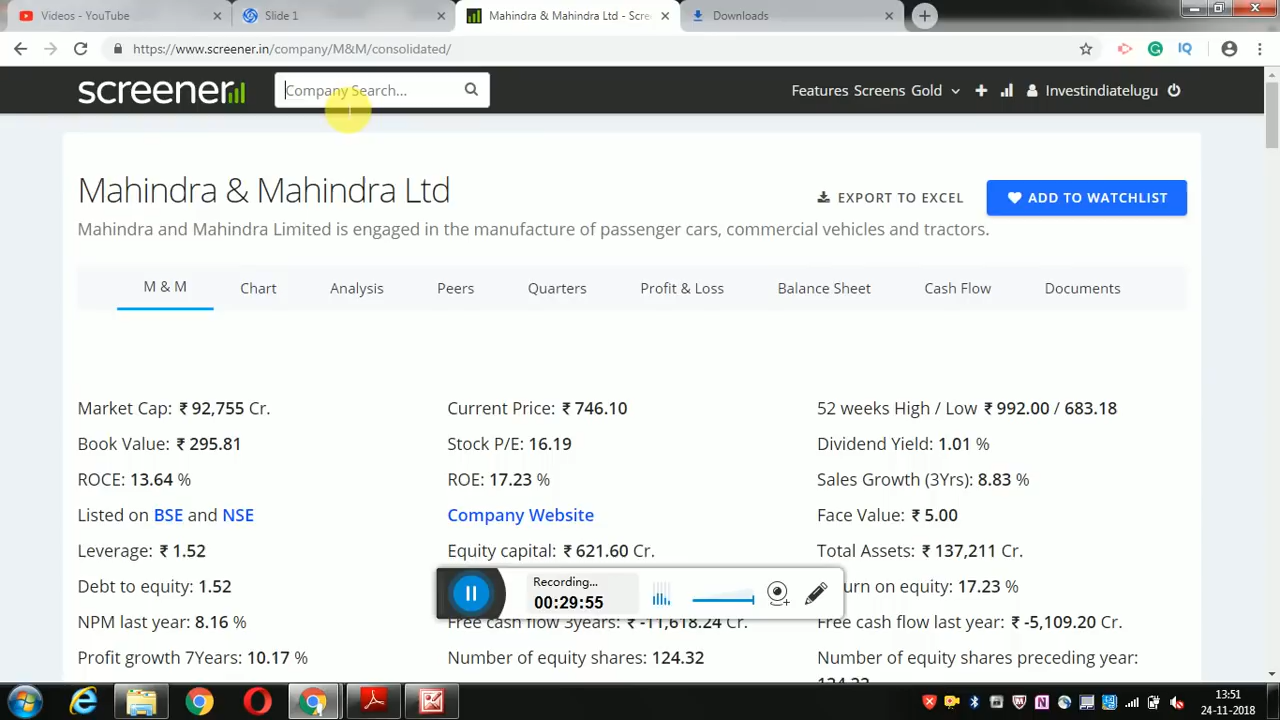 Videos - YouTube
Slide 1
Mahindra & Mahindra Ltd - Scre
Downloads
https://www.screener.in/company/M&M/consolidated/
screener
Company Search...
Features Screens Gold
Investindiatelugu
Mahindra & Mahindra Ltd
EXPORT TO EXCEL
ADD TO WATCHLIST
Mahindra and Mahindra Limited is engaged in the manufacture of passenger cars, commercial vehicles and tractors.
M & M
Chart
Analysis
Peers
Quarters
Profit & Loss
Balance Sheet
Cash Flow
Documents
Market Cap: ₹ 92,755 Cr.
Current Price: ₹ 746.10
52 weeks High / Low ₹ 992.00 / 683.18
Book Value: ₹ 295.81
Stock P/E: 16.19
Dividend Yield: 1.01 %
ROCE: 13.64 %
ROE: 17.23 %
Sales Growth (3Yrs): 8.83 %
Listed on BSE and NSE
Company Website
Face Value: ₹ 5.00
Leverage: ₹ 1.52
Equity capital: ₹ 621.60 Cr.
Total Assets: ₹ 137,211 Cr.
Debt to equity: 1.52
Recording...
00:29:55
urn on equity: 17.23 %
NPM last year: 8.16 %
Free cash flow 3years: ₹ -11,618.24 Cr.
Free cash flow last year: ₹ -5,109.20 Cr.
Profit growth 7Years: 10.17 %
Number of equity shares: 124.32
Number of equity shares preceding year:
124.32
13:51
24-11-2018